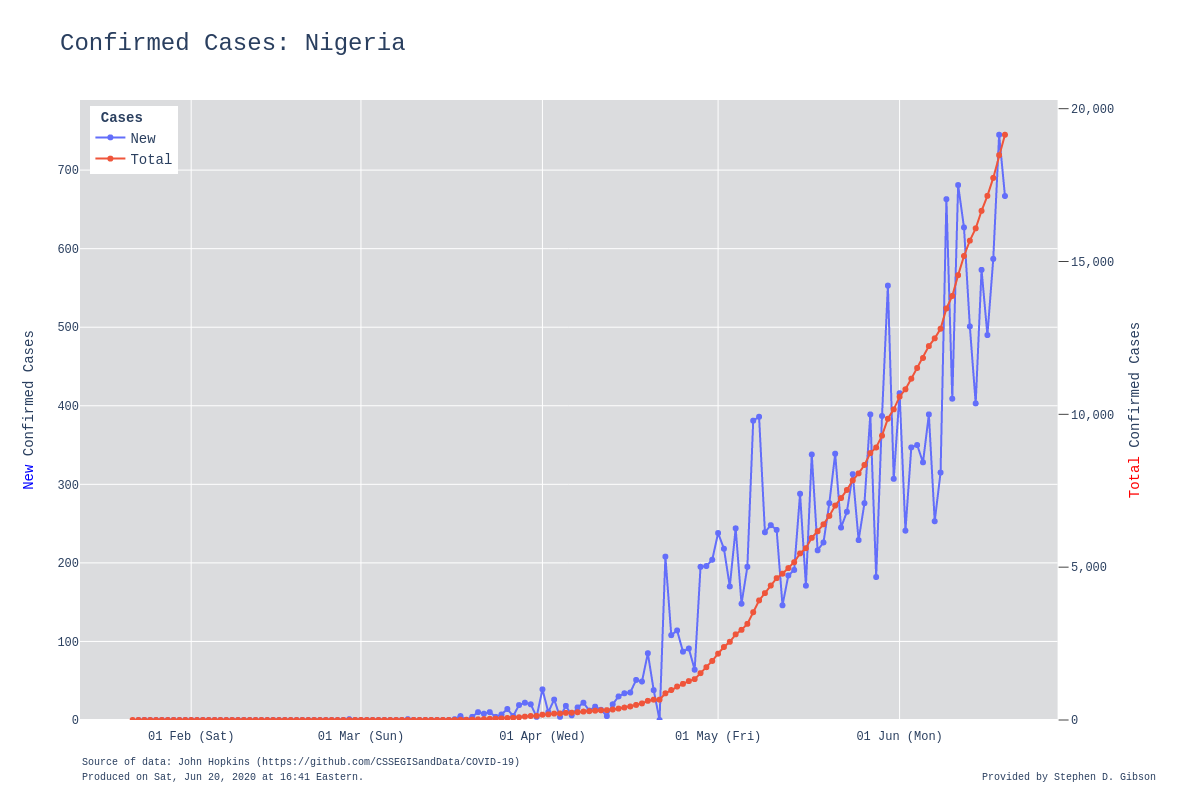 Confirmed Cases: Nigeria
Cases
New
Total
700
600
500
400
300
200
100
0
New Confirmed Cases
20,000
15,000
10,000
5,000
0
Total Confirmed Cases
01 Feb (Sat)
01 Mar (Sun)
01 Apr (Wed)
01 May (Fri)
01 Jun (Mon)
Source of data: John Hopkins (https://github.com/CSSEGISandData/COVID-19)
Produced on Sat, Jun 20, 2020 at 16:41 Eastern.
Provided by Stephen D. Gibson